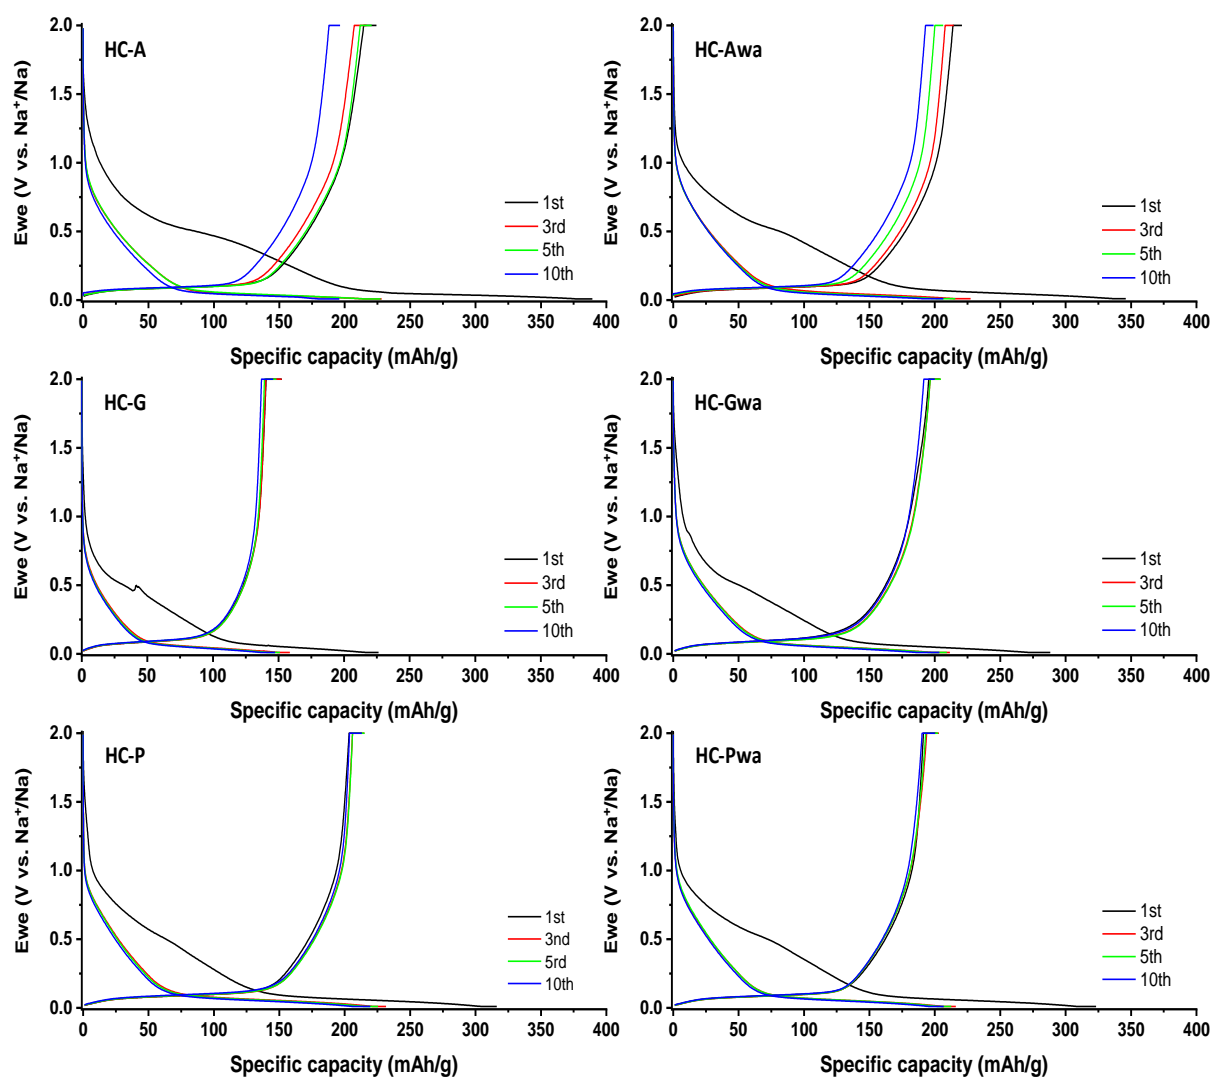 HC-A
Ewe (V vs. Na⁺/Na)
2.0
1.5
1.0
0.5
0.0
1st
3rd
5th
10th
0 50 100 150 200 250 300 350 400
Specific capacity (mAh/g)
HC-Awa
Ewe (V vs. Na⁺/Na)
2.0
1.5
1.0
0.5
0.0
1st
3rd
5th
10th
0 50 100 150 200 250 300 350 400
Specific capacity (mAh/g)
HC-G
Ewe (V vs. Na⁺/Na)
2.0
1.5
1.0
0.5
0.0
1st
3rd
5th
10th
0 50 100 150 200 250 300 350 400
Specific capacity (mAh/g)
HC-Gwa
Ewe (V vs. Na⁺/Na)
2.0
1.5
1.0
0.5
0.0
1st
3rd
5th
10th
0 50 100 150 200 250 300 350 400
Specific capacity (mAh/g)
HC-P
Ewe (V vs. Na⁺/Na)
2.0
1.5
1.0
0.5
0.0
1st
3nd
5rd
10th
0 50 100 150 200 250 300 350 400
Specific capacity (mAh/g)
HC-Pwa
Ewe (V vs. Na⁺/Na)
2.0
1.5
1.0
0.5
0.0
1st
3rd
5th
10th
0 50 100 150 200 250 300 350 400
Specific capacity (mAh/g)